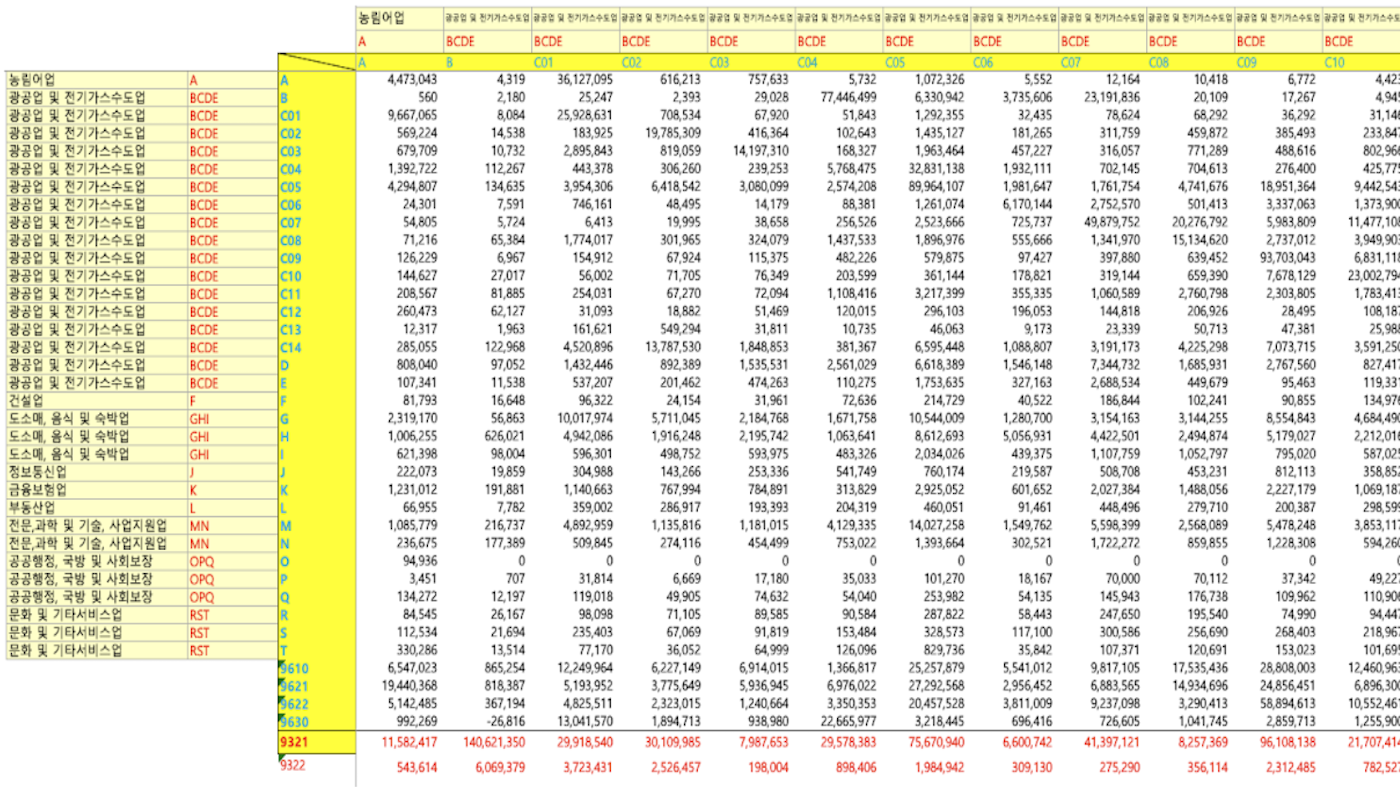 농림어업 광공업 및 전기가스수도업 광공업 및 전기가스수도업 광공업 및 전기가스수도업 광공업 및 전기가스수도업 광공업 및 전기가스수도업 광공업 및 전기가스수도업 광공업 및 전기가스수도업 광공업 및 전기가스수도업 광공업 및 전기가스수도업 광공업 및 전기가스수도업 광공업 및 전기가스수
A BCDE BCDE BCDE BCDE BCDE BCDE BCDE BCDE BCDE BCDE BCDE
A B C01 C02 C03 C04 C05 C06 C07 C08 C09 C10
농림어업 A A 4,473,043 4,319 36,127,095 616,213 757,633 5,732 1,072,326 5,552 12,164 10,418 6,772 4,423
광공업 및 전기가스수도업 BCDE B 560 2,180 25,247 2,393 29,028 77,446,499 6,330,942 3,735,606 23,191,836 20,109 17,267 4,945
광공업 및 전기가스수도업 BCDE C01 9,667,065 8,084 25,928,631 708,534 67,920 51,843 1,292,355 32,435 78,624 68,292 36,292 31,146
광공업 및 전기가스수도업 BCDE C02 569,224 14,538 183,925 19,785,309 416,364 102,643 1,435,127 181,265 311,759 459,872 385,493 233,847
광공업 및 전기가스수도업 BCDE C03 679,709 10,732 2,895,843 819,059 14,197,310 168,327 1,963,464 457,227 316,057 771,289 488,616 802,966
광공업 및 전기가스수도업 BCDE C04 1,392,722 112,267 443,378 306,260 239,253 5,768,475 32,831,138 1,932,111 702,145 704,613 276,400 425,775
광공업 및 전기가스수도업 BCDE C05 4,294,807 134,635 3,954,306 6,418,542 3,080,099 2,574,208 89,964,107 1,981,647 1,761,754 4,741,676 18,951,364 9,442,543
광공업 및 전기가스수도업 BCDE C06 24,301 7,591 746,161 48,495 14,179 88,381 1,261,074 6,170,144 2,752,570 501,413 3,337,063 1,373,900
광공업 및 전기가스수도업 BCDE C07 54,805 5,724 6,413 19,995 38,658 256,526 2,523,666 725,737 49,879,752 20,276,792 5,983,809 11,477,108
광공업 및 전기가스수도업 BCDE C08 71,216 65,384 1,774,017 301,965 324,079 1,437,533 1,896,976 555,666 1,341,970 15,134,620 2,737,012 3,949,903
광공업 및 전기가스수도업 BCDE C09 126,229 6,967 154,912 67,924 115,375 482,226 579,875 97,427 397,880 639,452 93,703,043 6,831,118
광공업 및 전기가스수도업 BCDE C10 144,627 27,017 56,002 71,705 76,349 203,599 361,144 178,821 319,144 659,390 7,678,129 23,002,794
광공업 및 전기가스수도업 BCDE C11 208,567 81,885 254,031 67,270 72,094 1,108,416 3,217,399 355,335 1,060,589 2,760,798 2,303,805 1,783,413
광공업 및 전기가스수도업 BCDE C12 260,473 62,127 31,093 18,882 51,469 120,015 296,103 196,053 144,818 206,926 28,495 108,187
광공업 및 전기가스수도업 BCDE C13 12,317 1,963 161,621 549,294 31,811 10,735 46,063 9,173 23,339 50,713 47,381 25,988
광공업 및 전기가스수도업 BCDE C14 285,055 122,968 4,520,896 13,787,530 1,848,853 381,367 6,595,448 1,088,807 3,191,173 4,225,298 7,073,715 3,591,250
광공업 및 전기가스수도업 BCDE D 808,040 97,052 1,432,446 892,389 1,535,531 2,561,029 6,618,389 1,546,148 7,344,732 1,685,931 2,767,560 827,417
광공업 및 전기가스수도업 BCDE E 107,341 11,538 537,207 201,462 474,263 110,275 1,753,635 327,163 2,688,534 449,679 95,463 119,331
건설업 F F 81,793 16,648 96,322 24,154 31,961 72,636 214,729 40,522 186,844 102,241 90,855 134,976
도소매, 음식 및 숙박업 GHI G 2,319,170 56,863 10,017,974 5,711,045 2,184,768 1,671,758 10,544,009 1,280,700 3,154,163 3,144,255 8,554,843 4,684,490
도소매, 음식 및 숙박업 GHI H 1,006,255 626,021 4,942,086 1,916,248 2,195,742 1,063,641 8,612,693 5,056,931 4,422,501 2,494,874 5,179,027 2,212,016
도소매, 음식 및 숙박업 GHI I 621,398 98,004 596,301 498,752 593,975 483,326 2,034,026 439,375 1,107,759 1,052,797 795,020 587,025
정보통신업 J J 222,073 19,859 304,988 143,266 253,336 541,749 760,174 219,587 508,708 453,231 812,113 358,852
금융보험업 K K 1,231,012 191,881 1,140,663 767,994 784,891 313,829 2,925,052 601,652 2,027,384 1,488,056 2,227,179 1,069,187
부동산업 L L 66,955 7,782 359,002 286,917 193,393 204,319 460,051 91,461 448,496 279,710 200,387 298,595
전문,과학 및 기술, 사업지원업 MN M 1,085,779 216,737 4,892,959 1,135,816 1,181,015 4,129,335 14,027,258 1,549,762 5,598,399 2,568,089 5,478,248 3,853,117
전문,과학 및 기술, 사업지원업 MN N 236,675 177,389 509,845 274,116 454,499 753,022 1,393,664 302,521 1,722,272 859,855 1,228,308 594,260
공공행정, 국방 및 사회보장 OPQ O 94,936 0 0 0 0 0 0 0 0 0 0 0
공공행정, 국방 및 사회보장 OPQ P 3,451 707 31,814 6,669 17,180 35,033 101,270 18,167 70,000 70,112 37,342 49,227
공공행정, 국방 및 사회보장 OPQ Q 134,272 12,197 119,018 49,905 74,632 54,040 253,982 54,135 145,943 176,738 109,962 110,906
문화 및 기타서비스업 RST R 84,545 26,167 98,098 71,105 89,585 90,584 287,822 58,443 247,650 195,540 74,990 94,447
문화 및 기타서비스업 RST S 112,534 21,694 235,403 67,069 91,819 153,484 328,573 117,100 300,586 256,690 268,403 218,967
문화 및 기타서비스업 RST T 330,286 13,514 77,170 36,052 64,999 126,096 829,736 35,842 107,371 120,691 153,023 101,695
9610 6,547,023 865,254 12,249,964 6,227,149 6,914,015 1,366,817 25,257,879 5,541,012 9,817,105 17,535,436 28,808,003 12,460,963
9621 19,440,368 818,387 5,193,952 3,775,649 5,936,945 6,976,022 27,292,568 2,956,452 6,883,565 14,934,696 24,856,451 6,896,300
9622 5,142,485 367,194 4,825,511 2,323,015 1,240,664 3,350,353 20,457,528 3,811,009 9,237,098 3,290,413 58,894,613 10,552,461
9630 992,269 -26,816 13,041,570 1,894,713 938,980 22,665,977 3,218,445 696,416 726,605 1,041,745 2,859,713 1,255,900
9321 11,582,417 140,621,350 29,918,540 30,109,985 7,987,653 29,578,383 75,670,940 6,600,742 41,397,121 8,257,369 96,108,138 21,707,414
9322 543,614 6,069,379 3,723,431 2,526,457 198,004 898,406 1,984,942 309,130 275,290 356,114 2,312,485 782,527